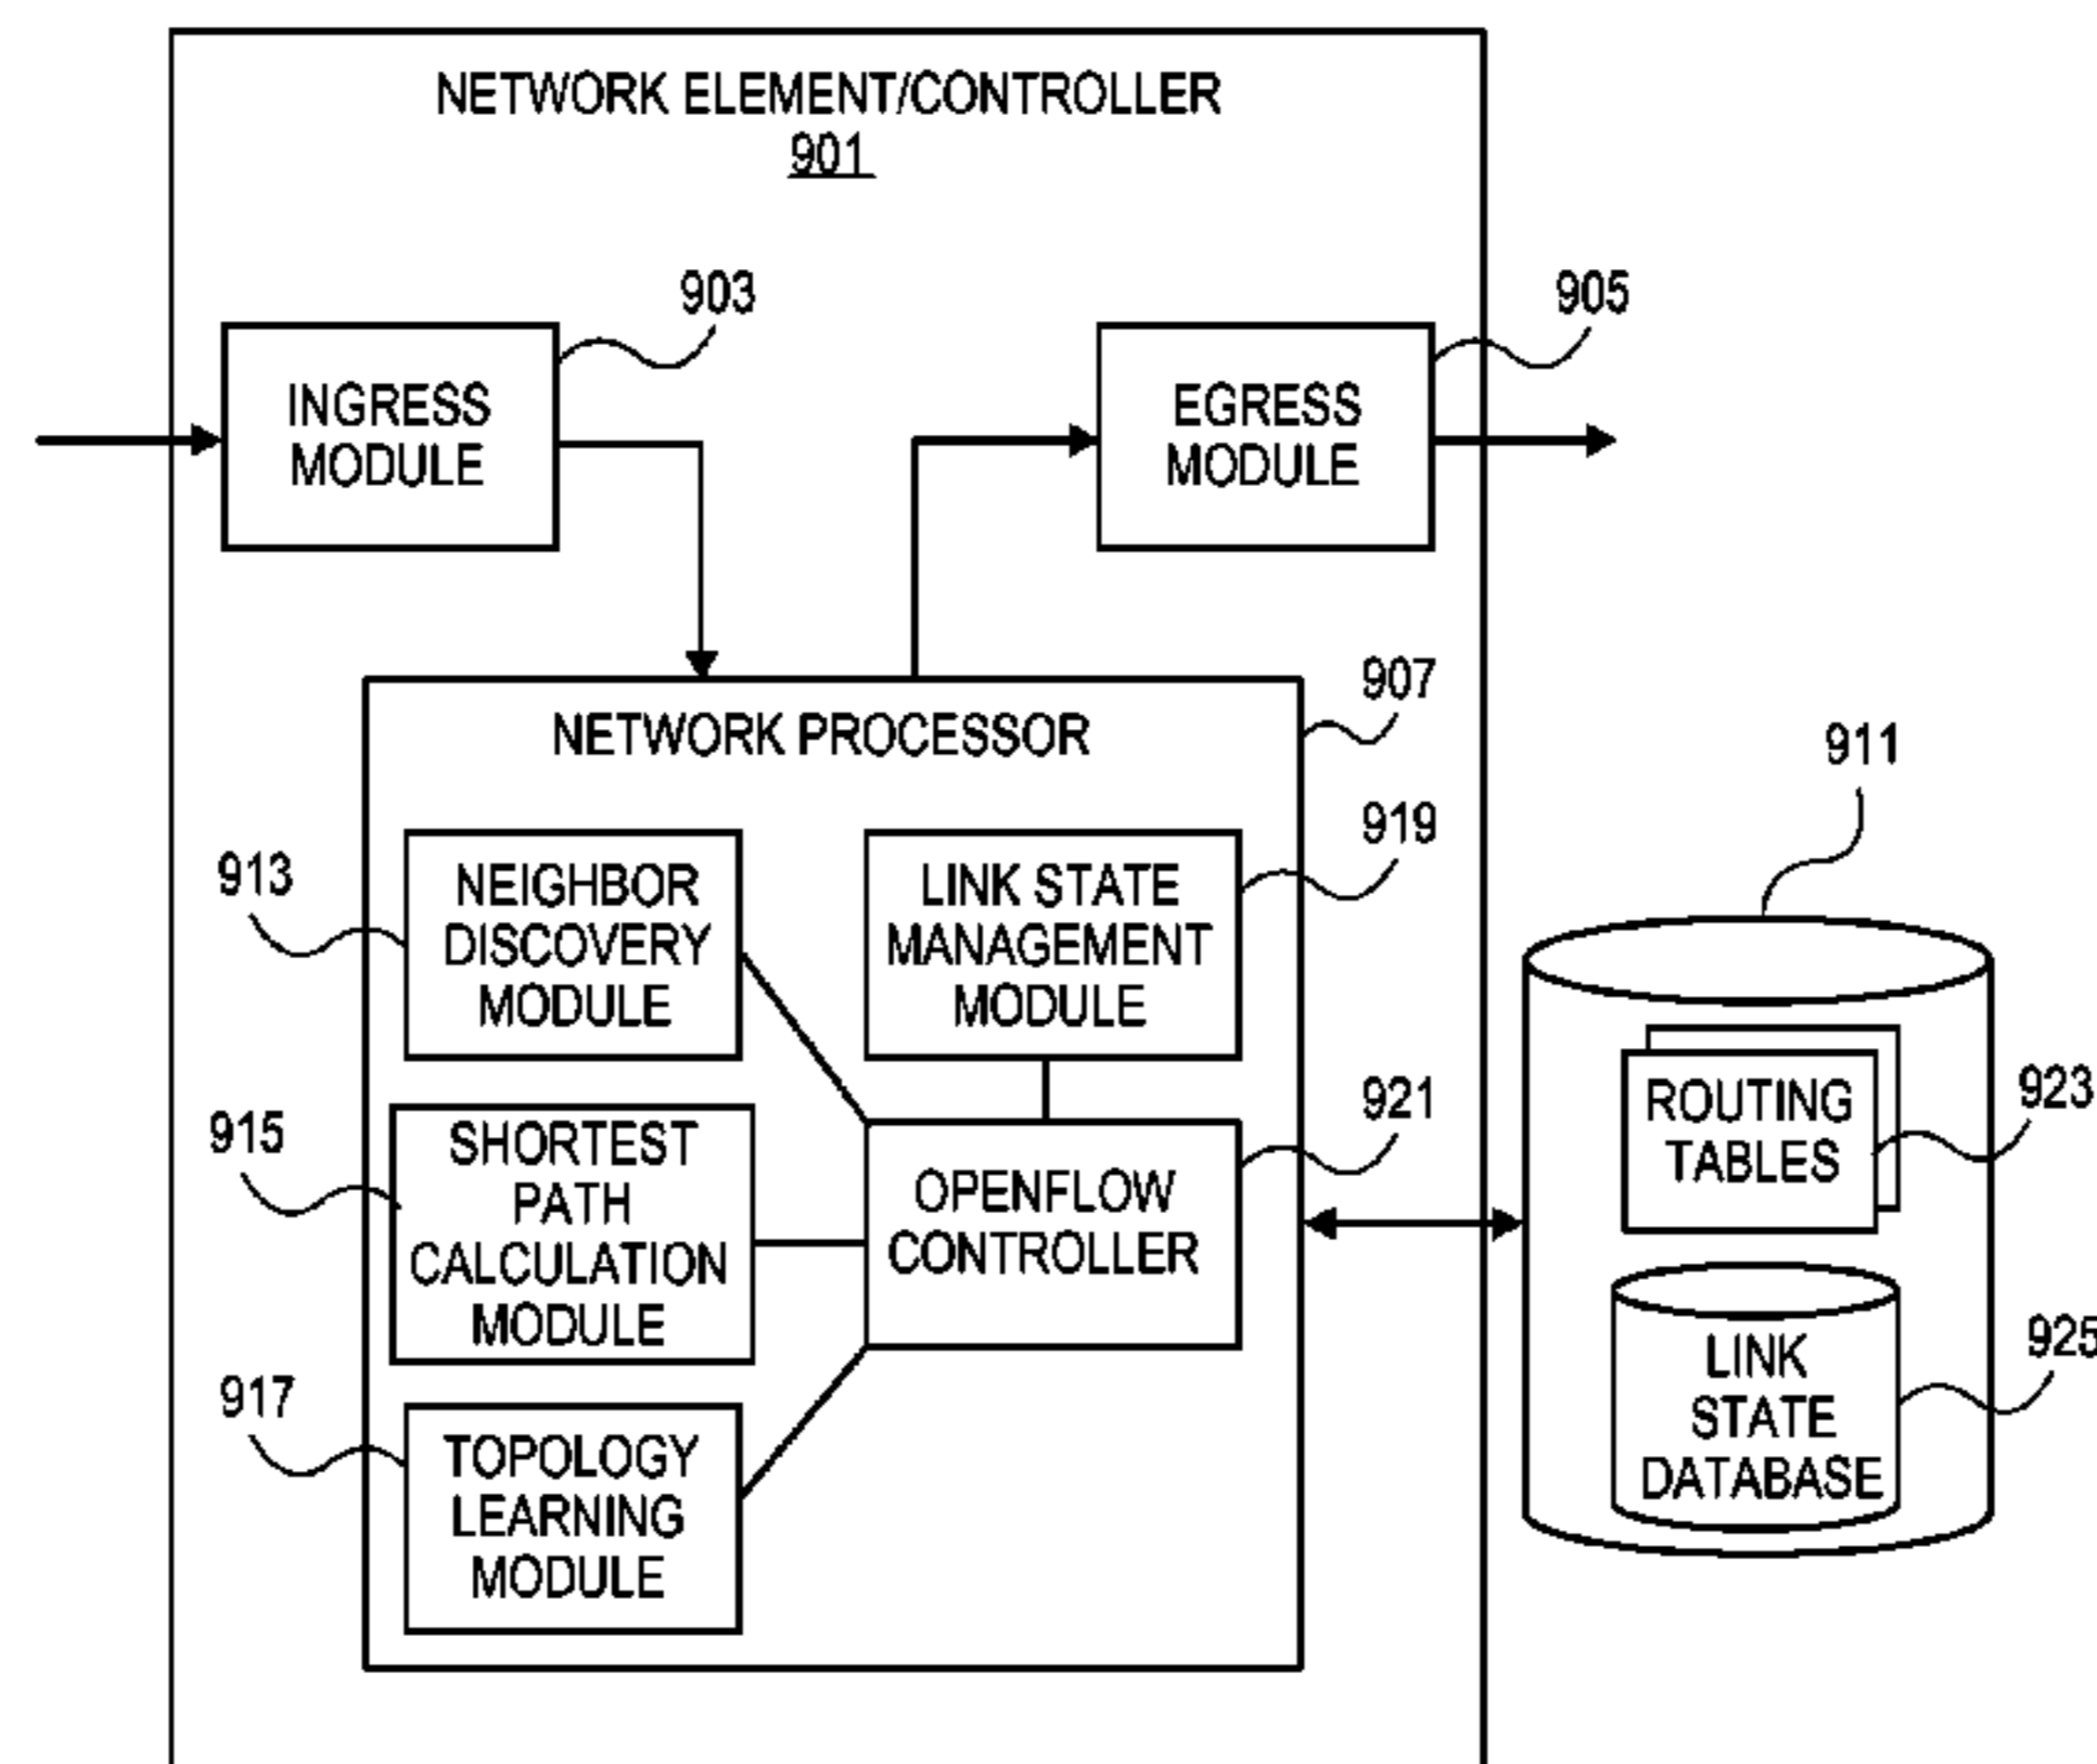 NETWORK ELEMENT/CONTROLLER
901
903
905
INGRESS
MODULE
EGRESS
MODULE
907
NETWORK PROCESSOR
911
913
NEIGHBOR
DISCOVERY
MODULE
919
LINK STATE
MANAGEMENT
MODULE
915
SHORTEST
PATH
CALCULATION
MODULE
921
OPENFLOW
CONTROLLER
923
ROUTING
TABLES
917
TOPOLOGY
LEARNING
MODULE
925
LINK
STATE
DATABASE